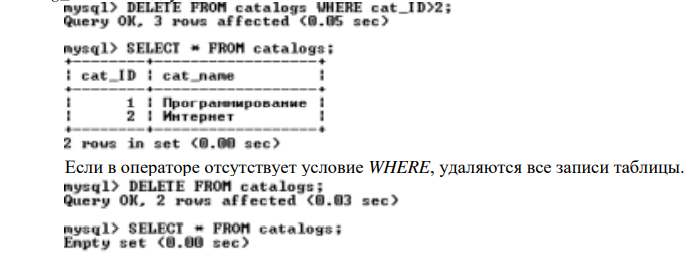 mysql> DELETE FROM catalogs WHERE cat_ID>2;
Query OK, 3 rows affected (0.05 sec)
mysql> SELECT * FROM catalogs;
+--------+------------------+
| cat_ID | cat_name         |
+--------+------------------+
|      1 | Программирование |
|      2 | Интернет         |
+--------+------------------+
2 rows in set (0.00 sec)
Если в операторе отсутствует условие WHERE, удаляются все записи таблицы.
mysql> DELETE FROM catalogs;
Query OK, 2 rows affected (0.03 sec)
mysql> SELECT * FROM catalogs;
Empty set (0.00 sec)